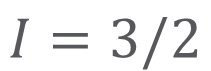 I = 3/2